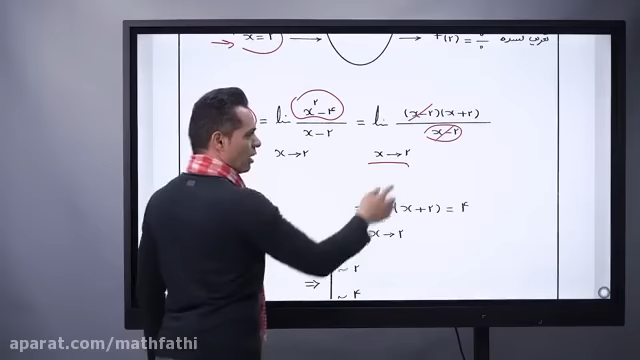 x = ۲ → → f(۲) = ۰/۰ تعریف نشده
= lim (x^۲ − ۴)/(x − ۲) = lim (x−۲)(x+۲)/(x−۲)
x→۲ x→۲
(x+۲) = ۴
x→۲
⇒ ~ ۲
~ ۴
aparat.com/mathfathi